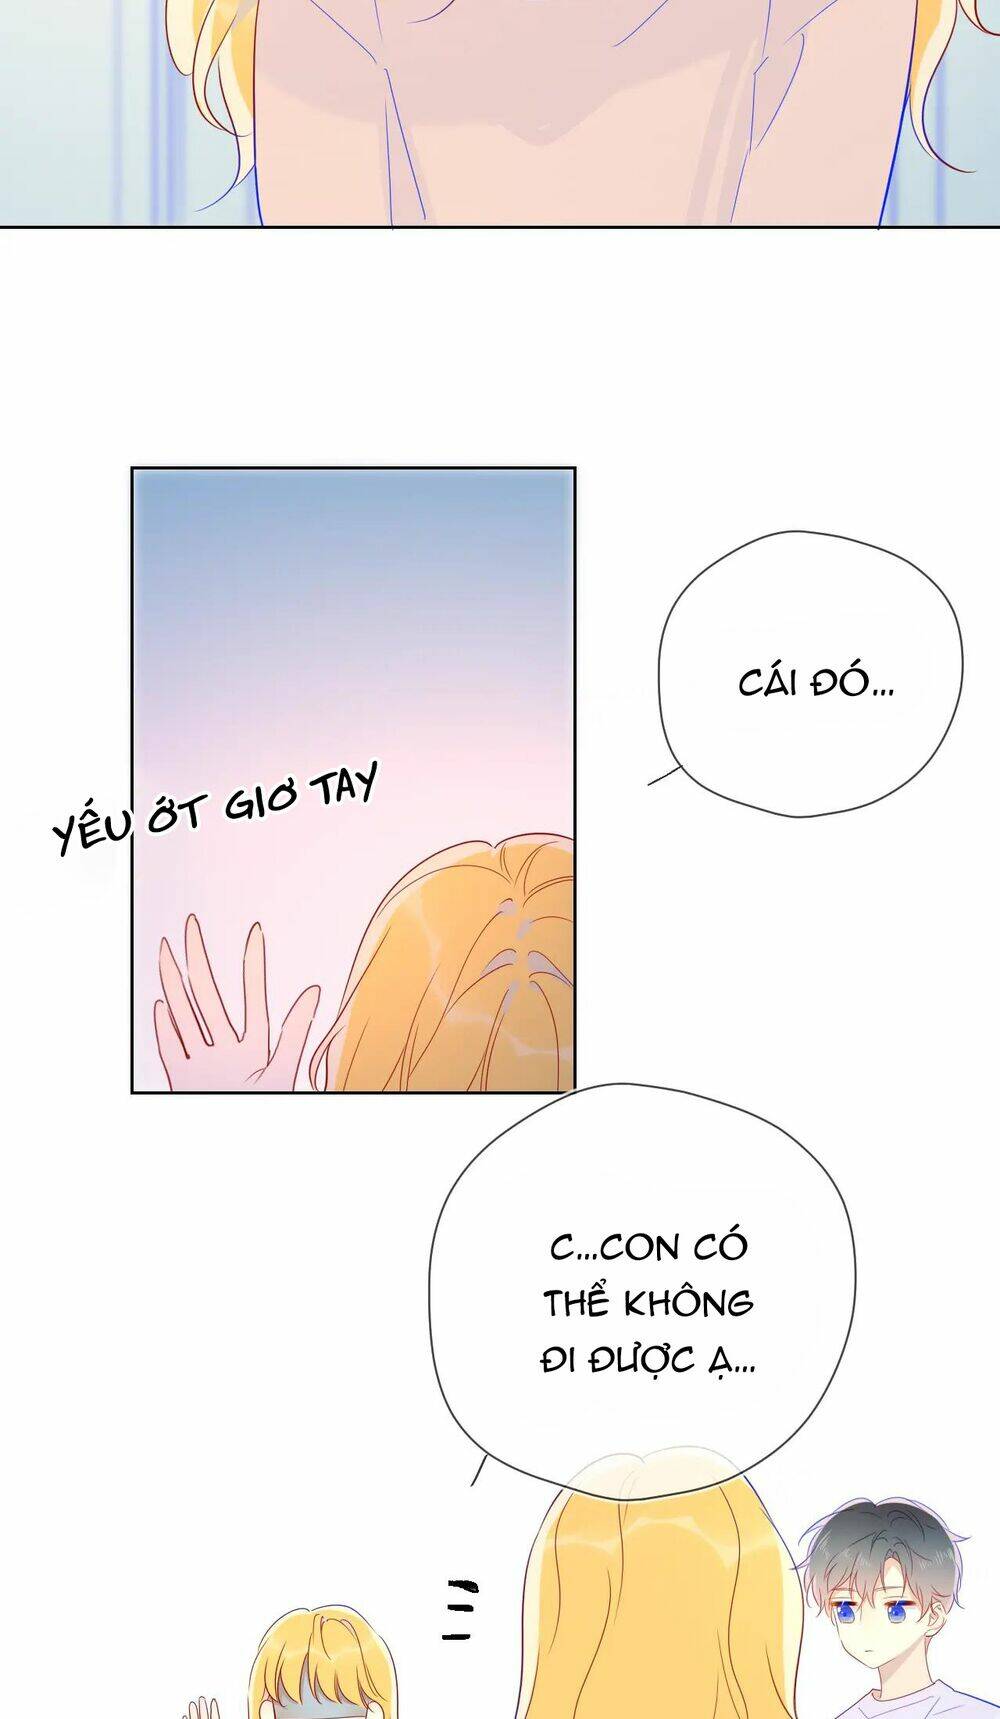 CÁI ĐÓ...
YẾU ỚT GIƠ TAY
C...CON CÓ
THỂ KHÔNG
ĐI ĐƯỢC Ạ...